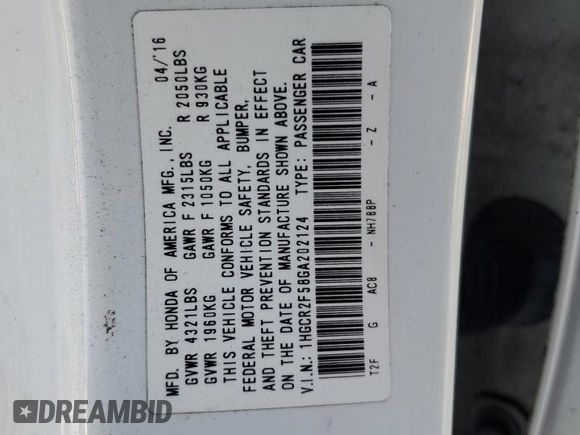 MFD. BY HONDA OF AMERICA MFG., INC. 04/'16
GVWR 4321LBS GAWR F 2315LBS R 2050LBS
GVWR 1960KG GAWR F 1050KG R 930KG
THIS VEHICLE CONFORMS TO ALL APPLICABLE
FEDERAL MOTOR VEHICLE SAFETY, BUMPER,
AND THEFT PREVENTION STANDARDS IN EFFECT
ON THE DATE OF MANUFACTURE SHOWN ABOVE.
V.I.N.: 1HGCR2F58GA202124 TYPE: PASSENGER CAR
T2F G AC8 - NH788P - Z - A
DREAMBID